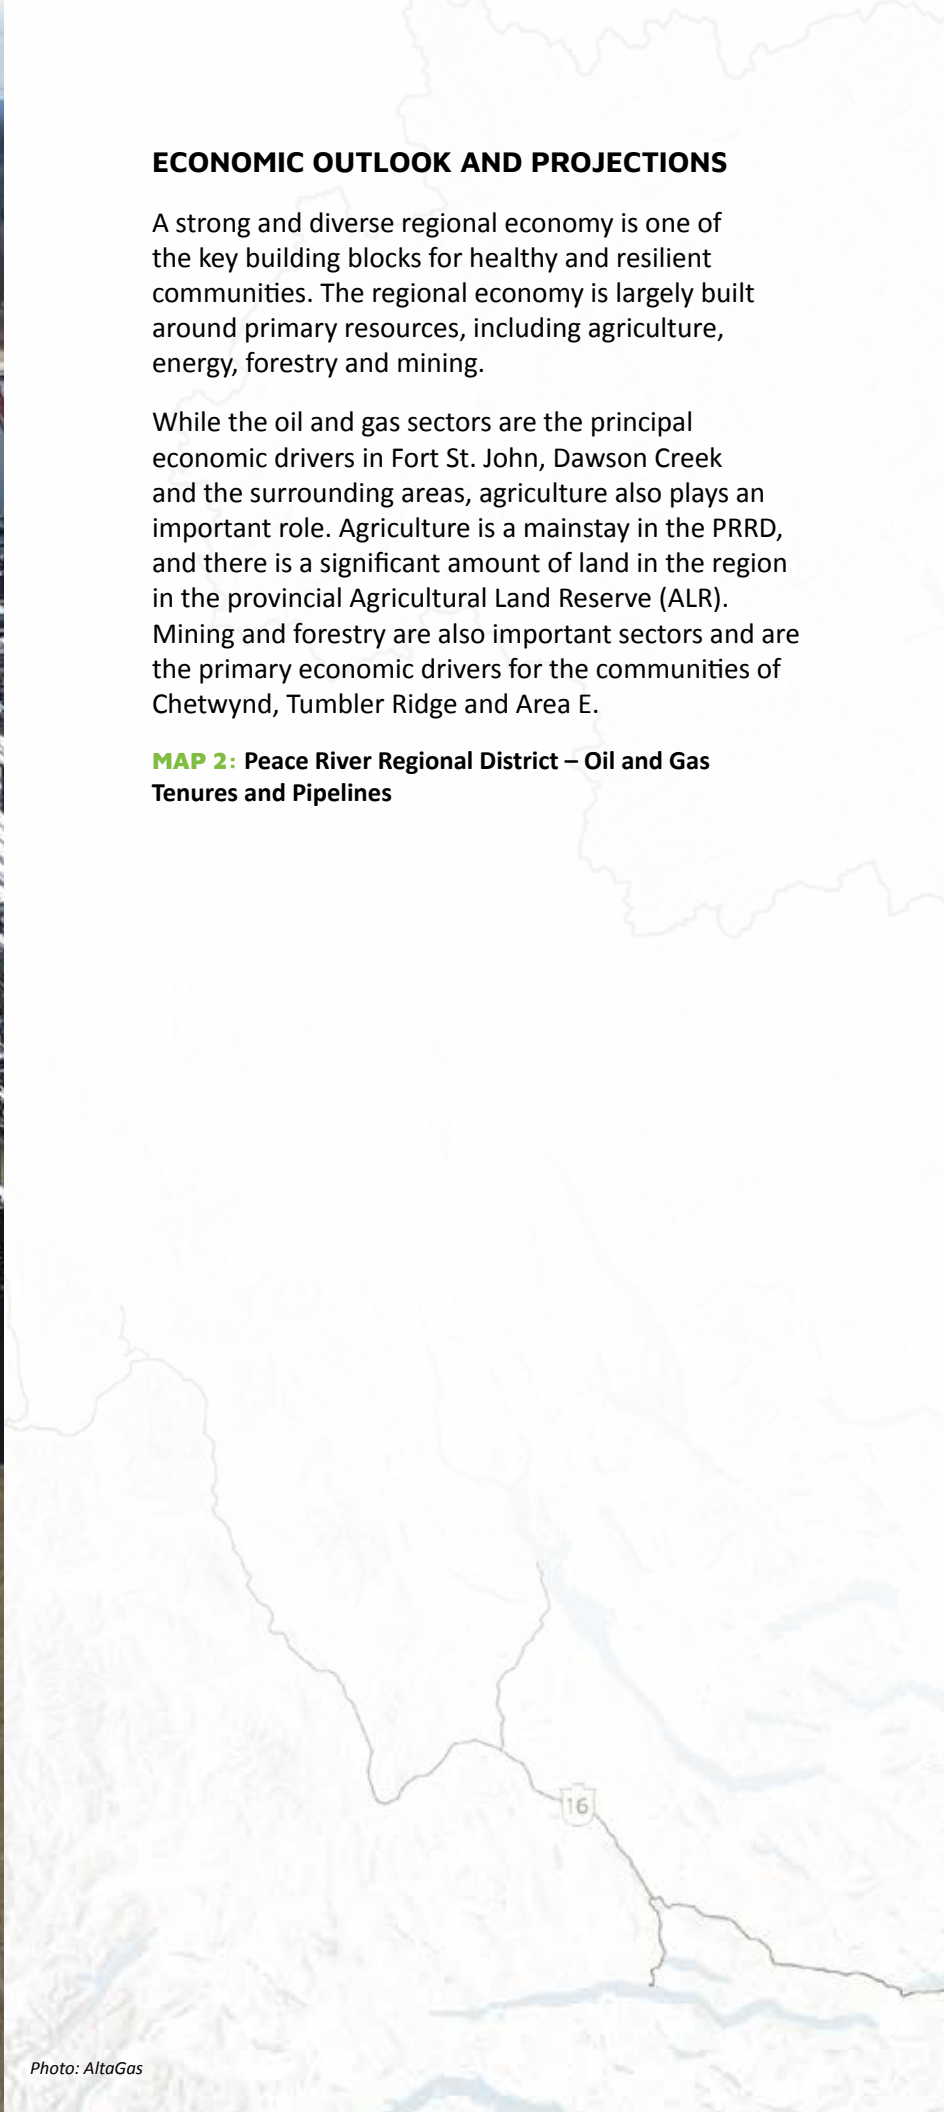 ECONOMIC OUTLOOK AND PROJECTIONS
A strong and diverse regional economy is one of
the key building blocks for healthy and resilient
communities. The regional economy is largely built
around primary resources, including agriculture,
energy, forestry and mining.
While the oil and gas sectors are the principal
economic drivers in Fort St. John, Dawson Creek
and the surrounding areas, agriculture also plays an
important role. Agriculture is a mainstay in the PRRD,
and there is a significant amount of land in the region
in the provincial Agricultural Land Reserve (ALR).
Mining and forestry are also important sectors and are
the primary economic drivers for the communities of
Chetwynd, Tumbler Ridge and Area E.
MAP 2: Peace River Regional District – Oil and Gas
Tenures and Pipelines
16
Photo: AltaGas